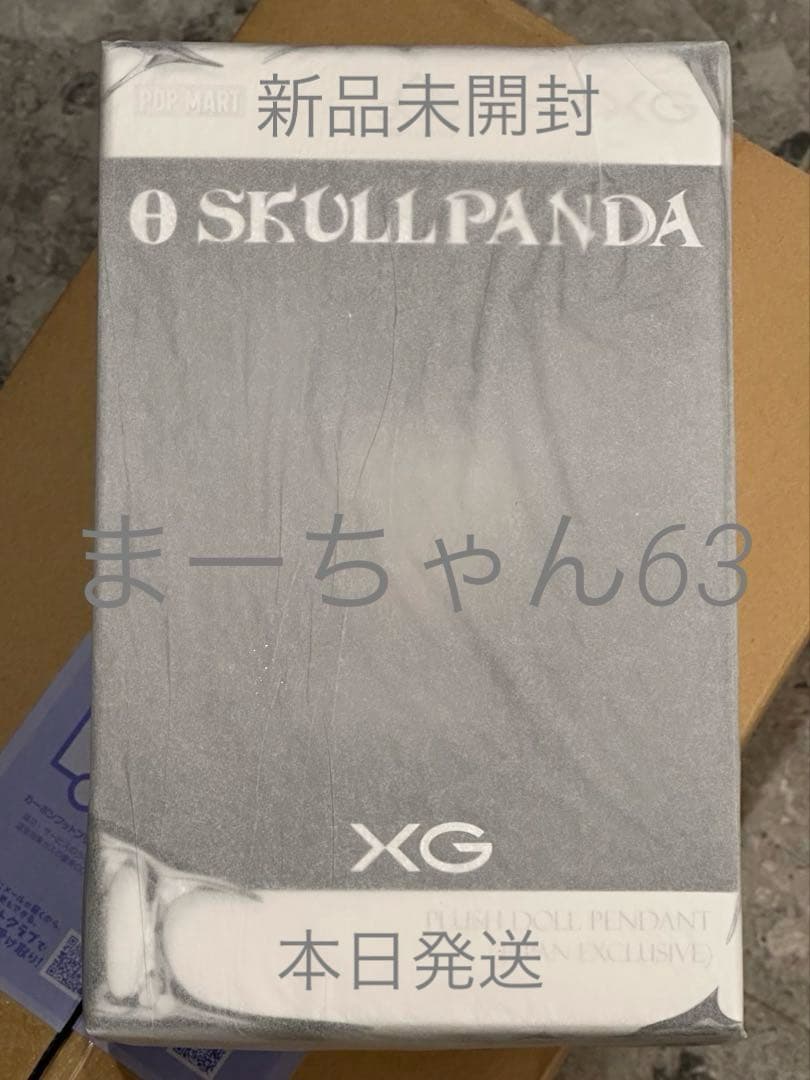 POP MART
新品未開封
XG
θ SKULLPANDA
まーちゃん63
XG
PLUSH DOLL PENDANT
本日発送
EXCLUSIVE)